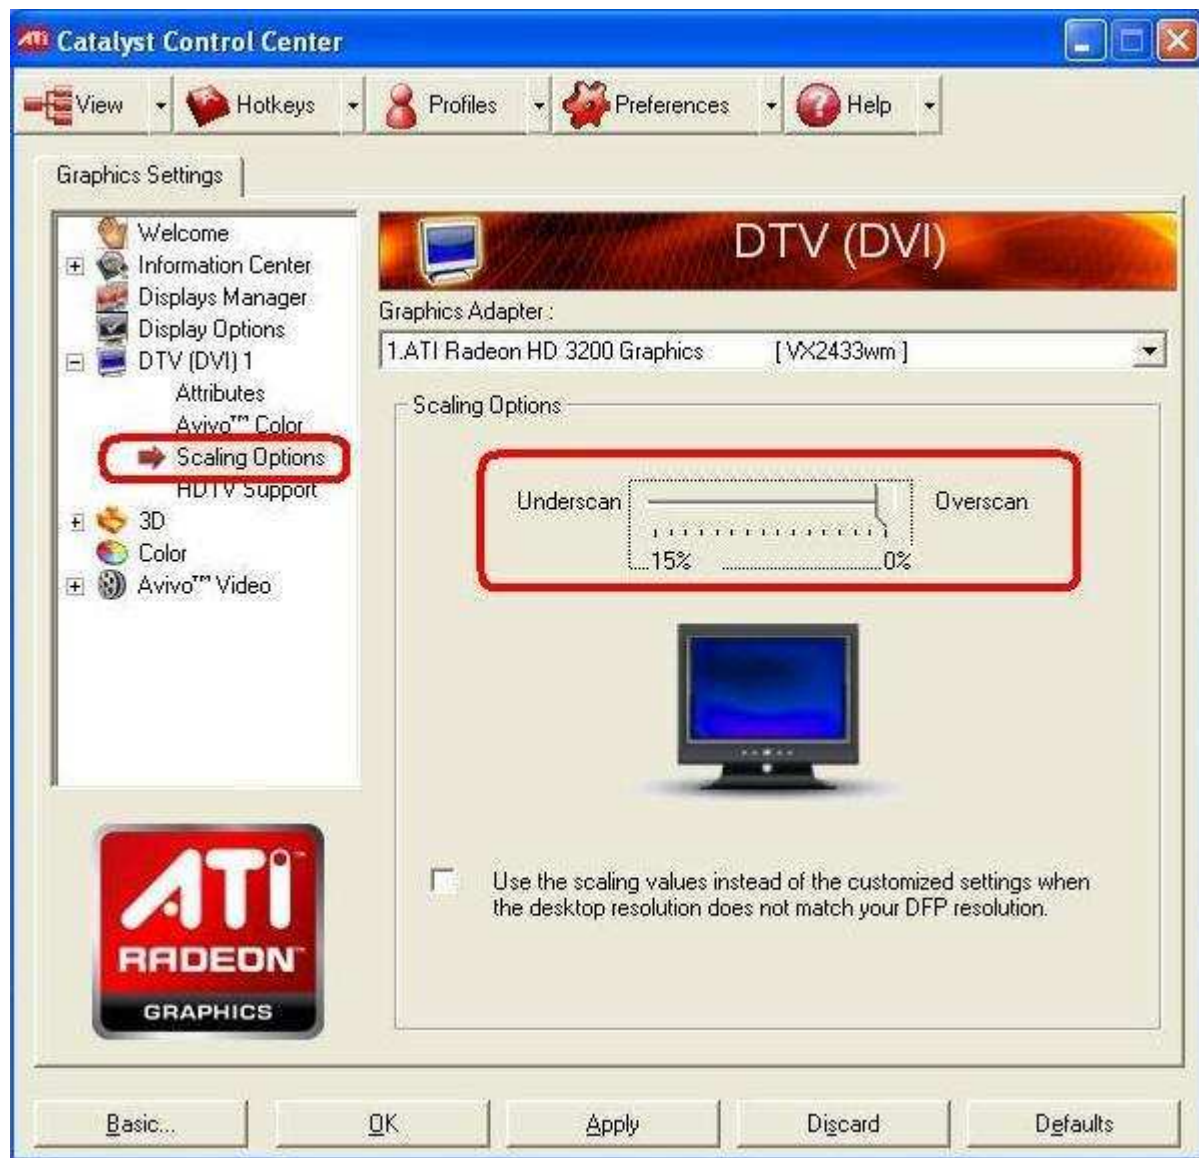 ATI Catalyst Control Center
View Hotkeys Profiles Preferences Help
Graphics Settings
Welcome
Information Center
Displays Manager
Display Options
DTV (DVI) 1
Attributes
Avivo™ Color
Scaling Options
HDTV Support
3D
Color
Avivo™ Video
DTV (DVI)
Graphics Adapter :
1.ATI Radeon HD 3200 Graphics [ VX2433wm ]
Scaling Options
Underscan Overscan
15% 0%
Use the scaling values instead of the customized settings when
the desktop resolution does not match your DFP resolution.
ATI
RADEON™
GRAPHICS
Basic... OK Apply Discard Defaults